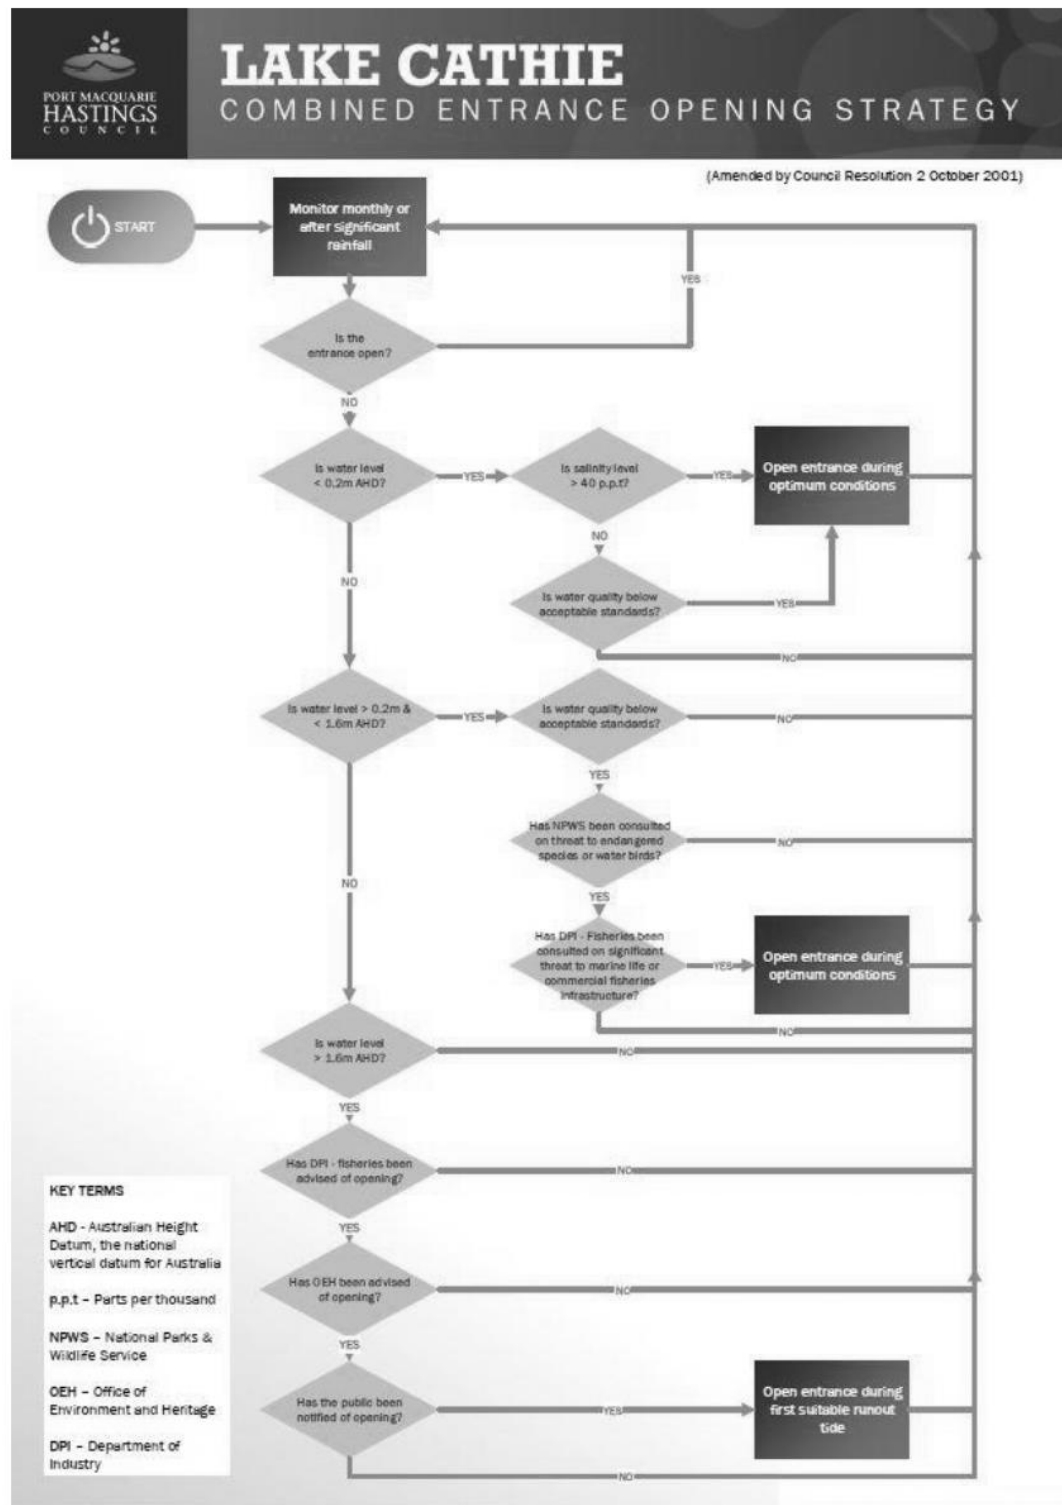 PORT MACQUARIE
HASTINGS
COUNCIL
LAKE CATHIE
COMBINED ENTRANCE OPENING STRATEGY
(Amended by Council Resolution 2 October 2001)
START
Monitor monthly or
after significant
rainfall
YES
Is the
entrance open?
NO
Is water level
< 0.2m AHD?
YES
Is salinity level
> 40 p.p.t?
YES
Open entrance during
optimum conditions
NO
NO
Is water quality below
acceptable standards?
YES
NO
Is water level > 0.2m &
< 1.6m AHD?
YES
Is water quality below
acceptable standards?
NO
YES
Has NPWS been consulted
on threat to endangered
species or water birds?
NO
NO
YES
Has DPI - Fisheries been
consulted on significant
threat to marine life or
commercial fisheries
infrastructure?
YES
Open entrance during
optimum conditions
NO
Is water level
> 1.6m AHD?
NO
YES
Has DPI - fisheries been
advised of opening?
NO
YES
Has OEH been advised
of opening?
NO
YES
Has the public been
notified of opening?
YES
Open entrance during
first suitable runout
tide
NO
KEY TERMS
AHD - Australian Height
Datum, the national
vertical datum for Australia
p.p.t – Parts per thousand
NPWS – National Parks &
Wildlife Service
OEH – Office of
Environment and Heritage
DPI – Department of
Industry